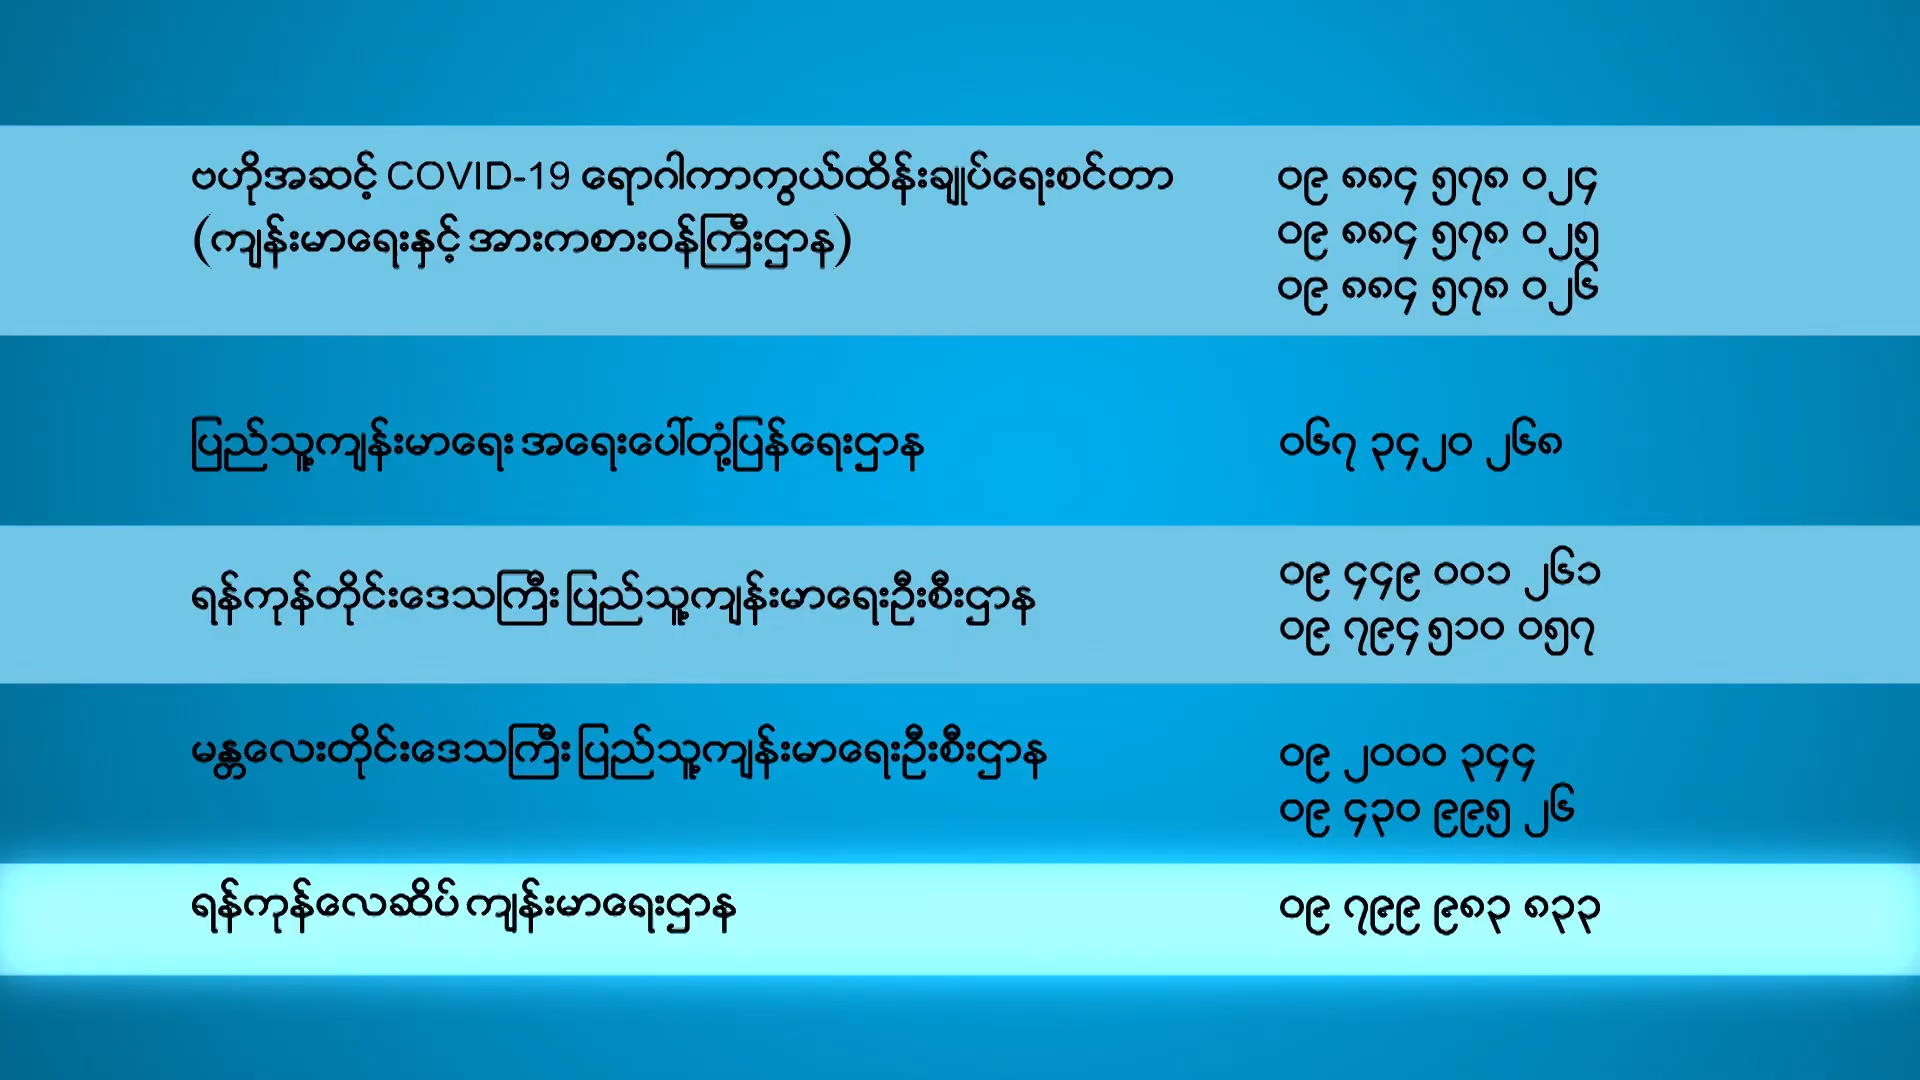 ဗဟိုအဆင့် COVID-19 ရောဂါကာကွယ်ထိန်းချုပ်ရေးစင်တာ ၀၉ ၈၈၄ ၅၇၈ ၀၂၄
(ကျန်းမာရေးနှင့် အားကစားဝန်ကြီးဌာန) ၀၉ ၈၈၄ ၅၇၈ ၀၂၅
၀၉ ၈၈၄ ၅၇၈ ၀၂၆
ပြည်သူ့ကျန်းမာရေး အရေးပေါ်တုံ့ပြန်ရေးဌာန ၀၆၇ ၃၄၂၀ ၂၆၈
ရန်ကုန်တိုင်းဒေသကြီး ပြည်သူ့ကျန်းမာရေးဦးစီးဌာန ၀၉ ၄၄၉ ၀၀၁ ၂၆၁
၀၉ ၇၉၄ ၅၁၀ ၀၅၇
မန္တလေးတိုင်းဒေသကြီး ပြည်သူ့ကျန်းမာရေးဦးစီးဌာန ၀၉ ၂၀၀၀ ၃၄၄
၀၉ ၄၃၀ ၉၉၅ ၂၆
ရန်ကုန်လေဆိပ် ကျန်းမာရေးဌာန ၀၉ ၇၉၉ ၉၈၃ ၈၃၃